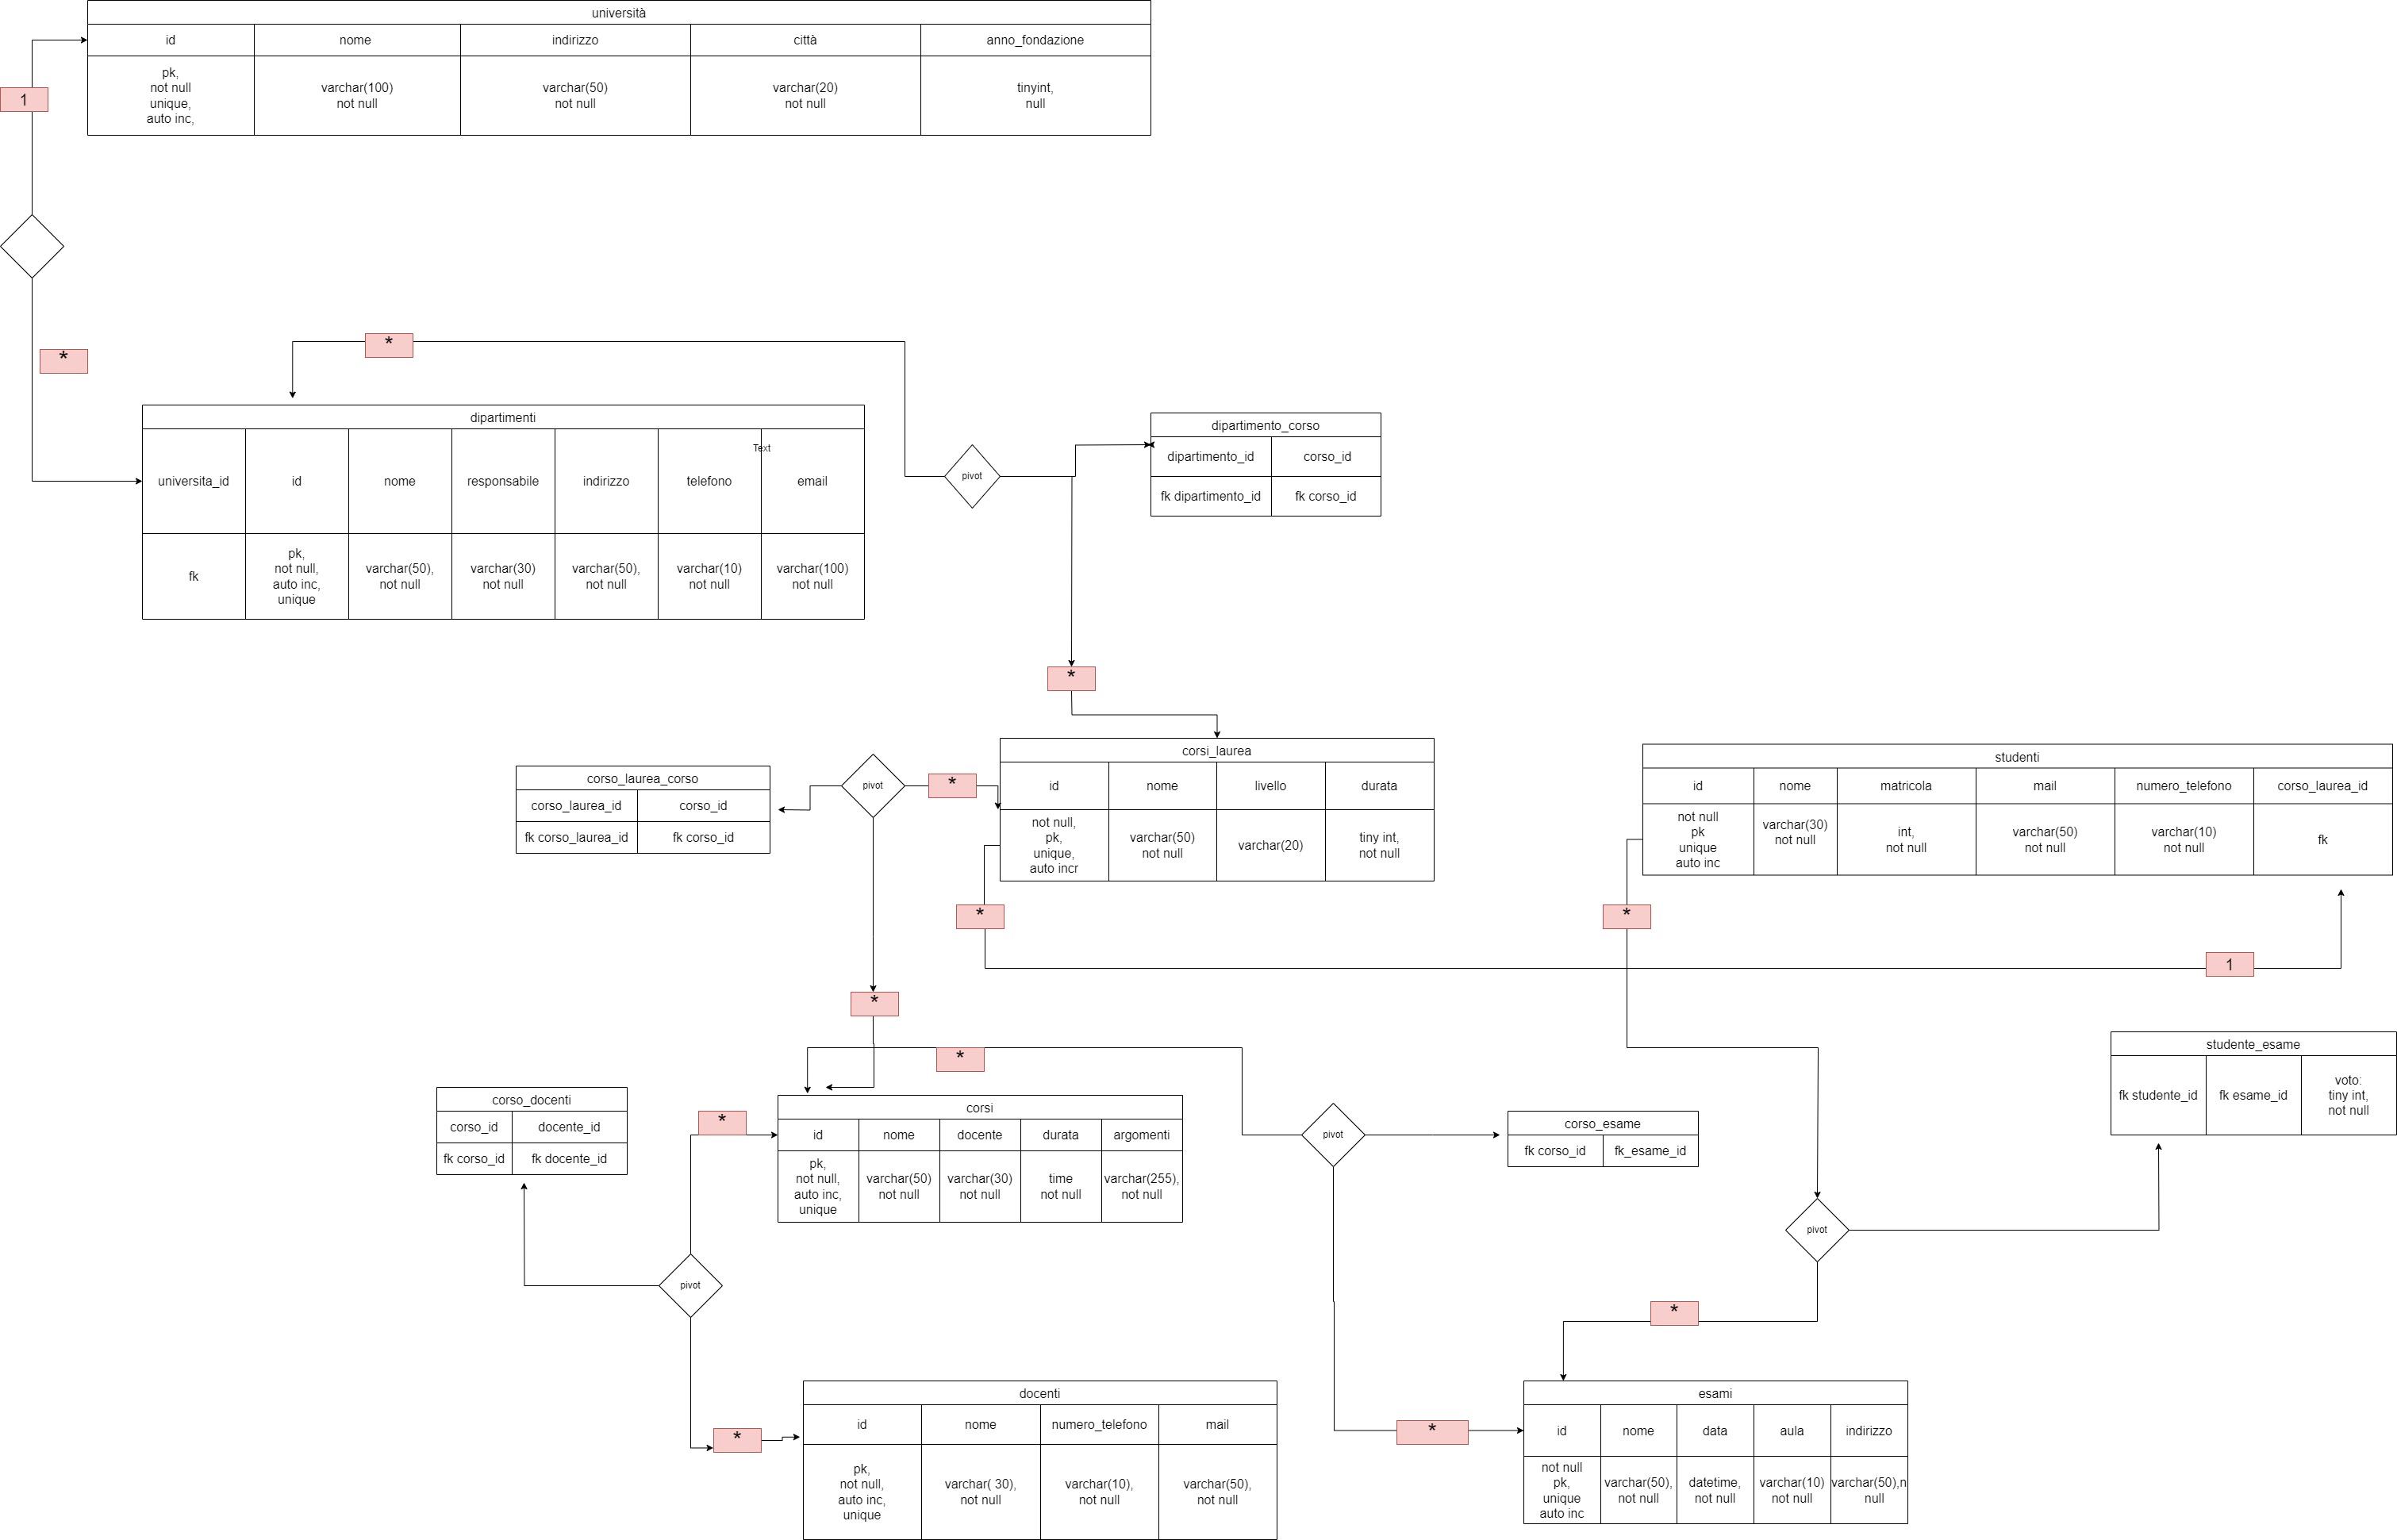 università
id
nome
indirizzo
città
anno_fondazione
pk,
not null
unique,
auto inc,
varchar(100)
not null
varchar(50)
not null
varchar(20)
not null
tinyint,
null
1
*
*
dipartimenti
universita_id
id
nome
responsabile
indirizzo
telefono
Text
email
fk
pk,
not null,
auto inc,
unique
varchar(50),
not null
varchar(30)
not null
varchar(50),
not null
varchar(10)
not null
varchar(100)
not null
pivot
dipartimento_corso
dipartimento_id
corso_id
fk dipartimento_id
fk corso_id
*
corso_laurea_corso
corso_laurea_id
corso_id
fk corso_laurea_id
fk corso_id
pivot
*
corsi_laurea
id
nome
livello
durata
not null,
pk,
unique,
auto incr
varchar(50)
not null
varchar(20)
tiny int,
not null
studenti
id
nome
matricola
mail
numero_telefono
corso_laurea_id
not null
pk
unique
auto inc
varchar(30)
not null
int,
not null
varchar(50)
not null
varchar(10)
not null
fk
*
*
1
*
*
corso_docenti
corso_id
docente_id
fk corso_id
fk docente_id
*
corsi
id
nome
docente
durata
argomenti
pk,
not null,
auto inc,
unique
varchar(50)
not null
varchar(30)
not null
time
not null
varchar(255),
not null
pivot
corso_esame
fk corso_id
fk_esame_id
studente_esame
fk studente_id
fk esame_id
voto:
tiny int,
not null
pivot
pivot
*
*
docenti
id
nome
numero_telefono
mail
pk,
not null,
auto inc,
unique
varchar( 30),
not null
varchar(10),
not null
varchar(50),
not null
*
esami
id
nome
data
aula
indirizzo
not null
pk,
unique
auto inc
varchar(50),
not null
datetime,
not null
varchar(10)
not null
varchar(50),n
null